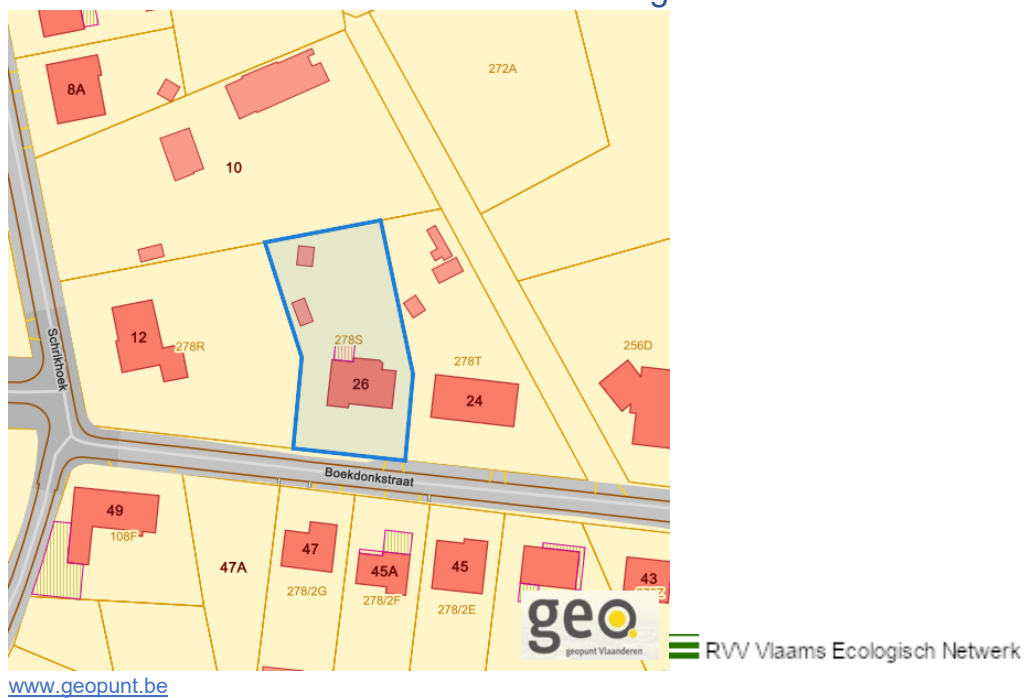 g
8A
272A
10
Schrikhoek
12
278R
278S
26
278T
24
256D
Boekdonkstraat
49
108F
47A
47
278/2G
45A
278/2F
45
278/2E
43
geo
geopunt Vlaanderen
RVV Vlaams Ecologisch Netwerk
www.geopunt.be